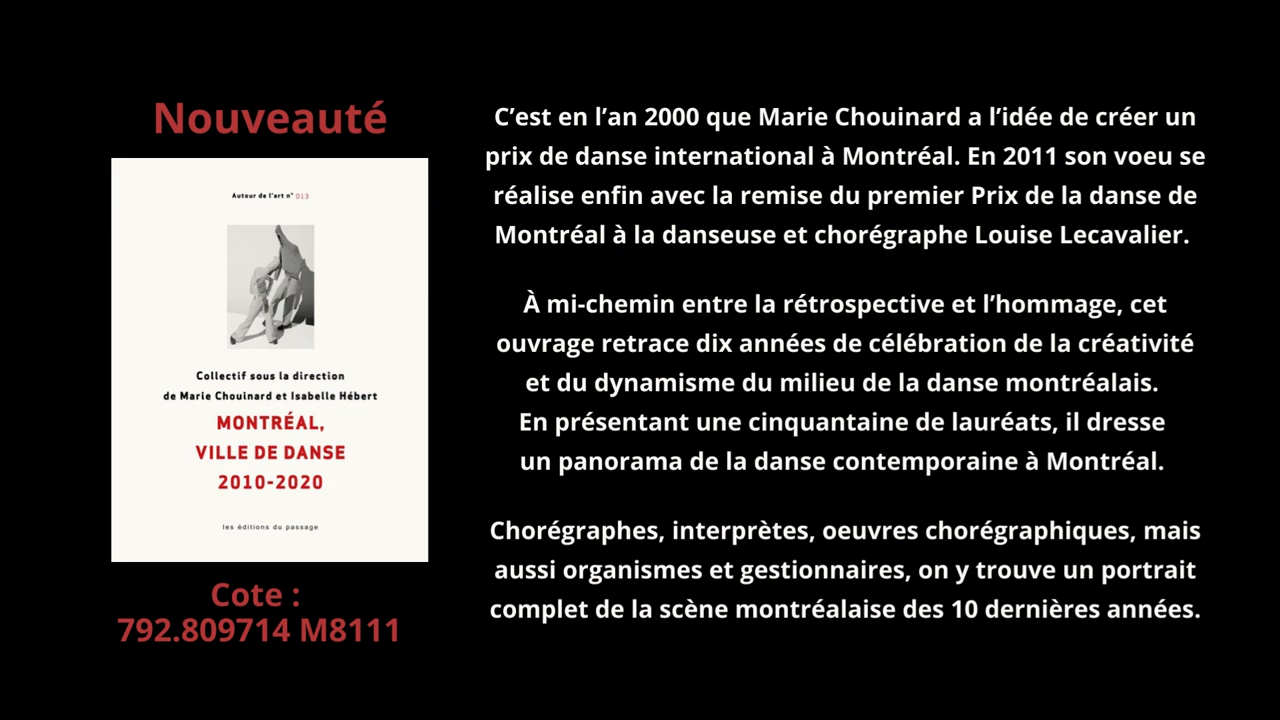 Nouveauté
Autour de l'art n° 013
Collectif sous la direction
de Marie Chouinard et Isabelle Hébert
MONTRÉAL,
VILLE DE DANSE
2010-2020
les éditions du passage
Cote :
792.809714 M8111
C’est en l’an 2000 que Marie Chouinard a l’idée de créer un
prix de danse international à Montréal. En 2011 son voeu se
réalise enfin avec la remise du premier Prix de la danse de
Montréal à la danseuse et chorégraphe Louise Lecavalier.
À mi-chemin entre la rétrospective et l’hommage, cet
ouvrage retrace dix années de célébration de la créativité
et du dynamisme du milieu de la danse montréalais.
En présentant une cinquantaine de lauréats, il dresse
un panorama de la danse contemporaine à Montréal.
Chorégraphes, interprètes, oeuvres chorégraphiques, mais
aussi organismes et gestionnaires, on y trouve un portrait
complet de la scène montréalaise des 10 dernières années.